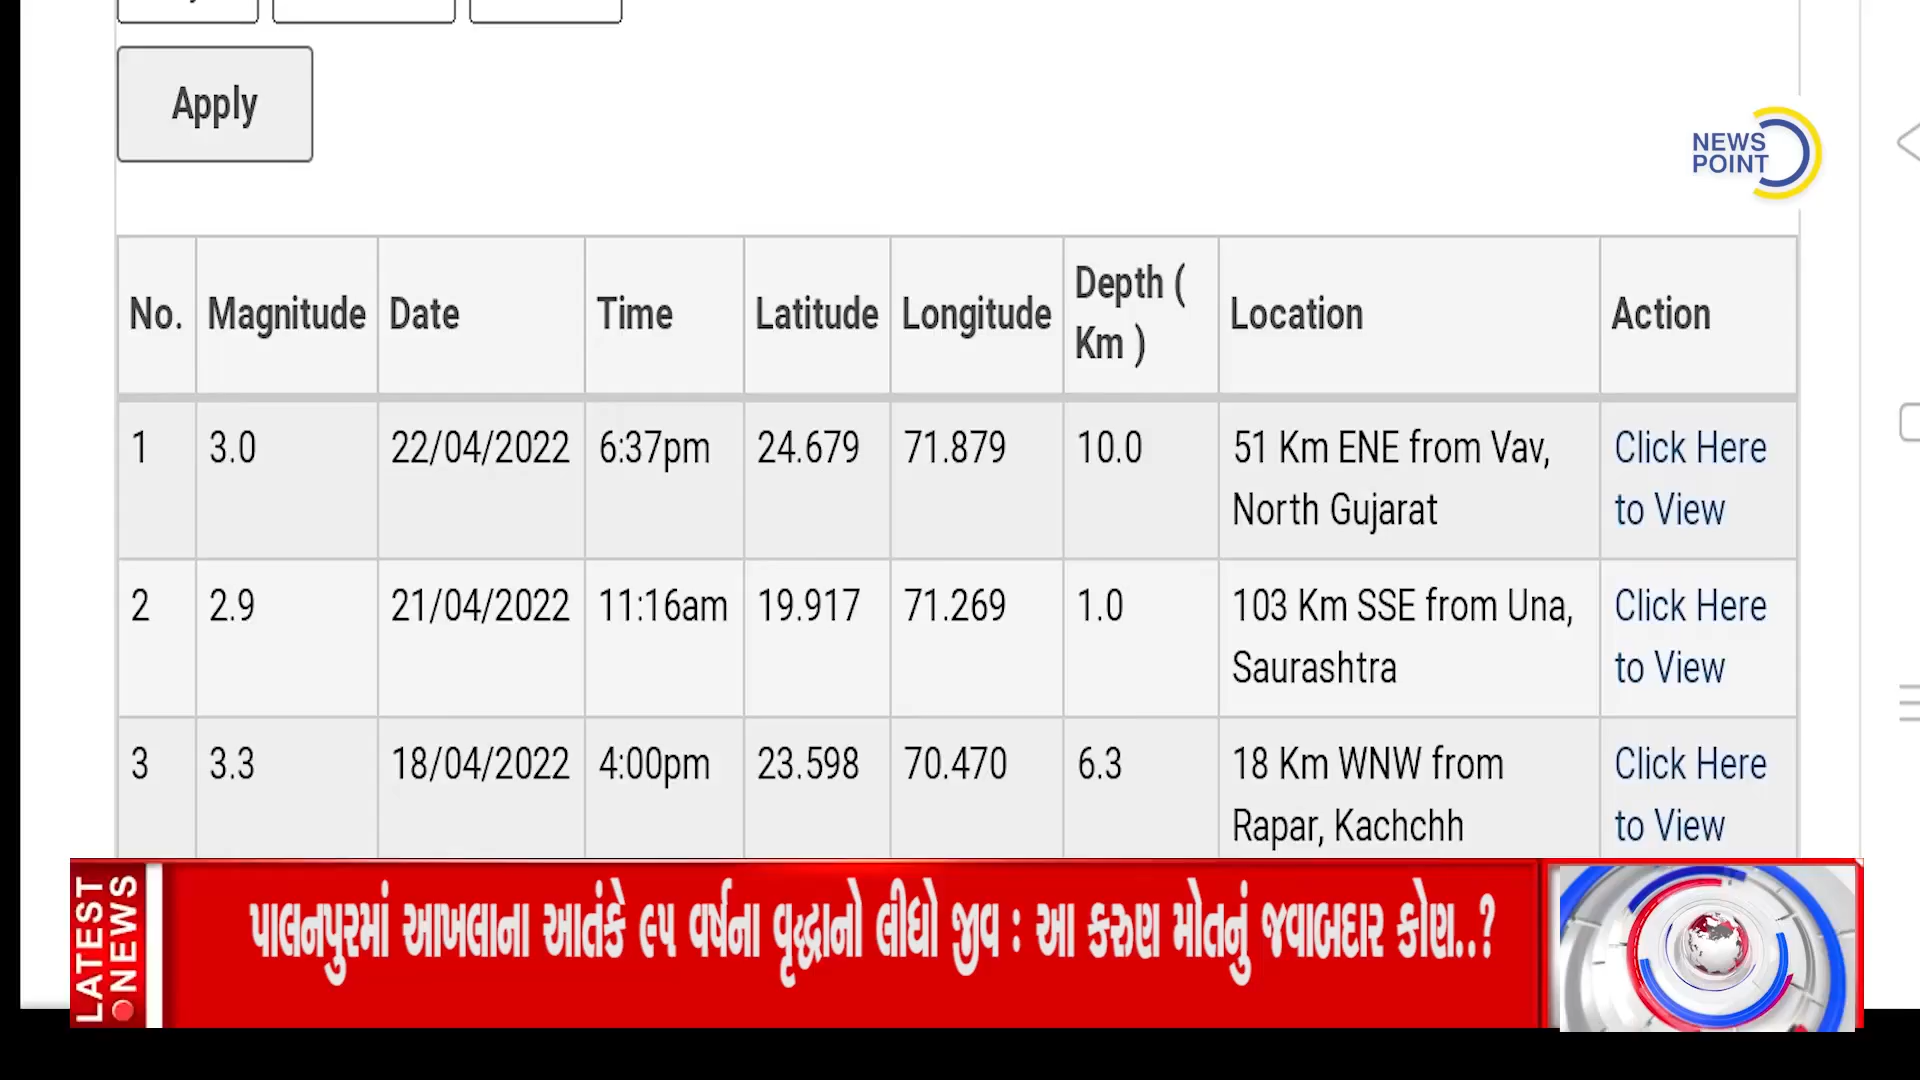 Apply
NEWS
POINT
No. Magnitude Date Time Latitude Longitude Depth ( Km ) Location Action
1 3.0 22/04/2022 6:37pm 24.679 71.879 10.0 51 Km ENE from Vav, Click Here
North Gujarat to View
2 2.9 21/04/2022 11:16am 19.917 71.269 1.0 103 Km SSE from Una, Click Here
Saurashtra to View
3 3.3 18/04/2022 4:00pm 23.598 70.470 6.3 18 Km WNW from Click Here
Rapar, Kachchh to View
LATEST
NEWS
પાલનપુરમાં આખલાના આતંકે ૯૫ વર્ષના વૃદ્ધાનો લીધો જીવ : આ કરુણ મોતનું જવાબદાર કોણ..?